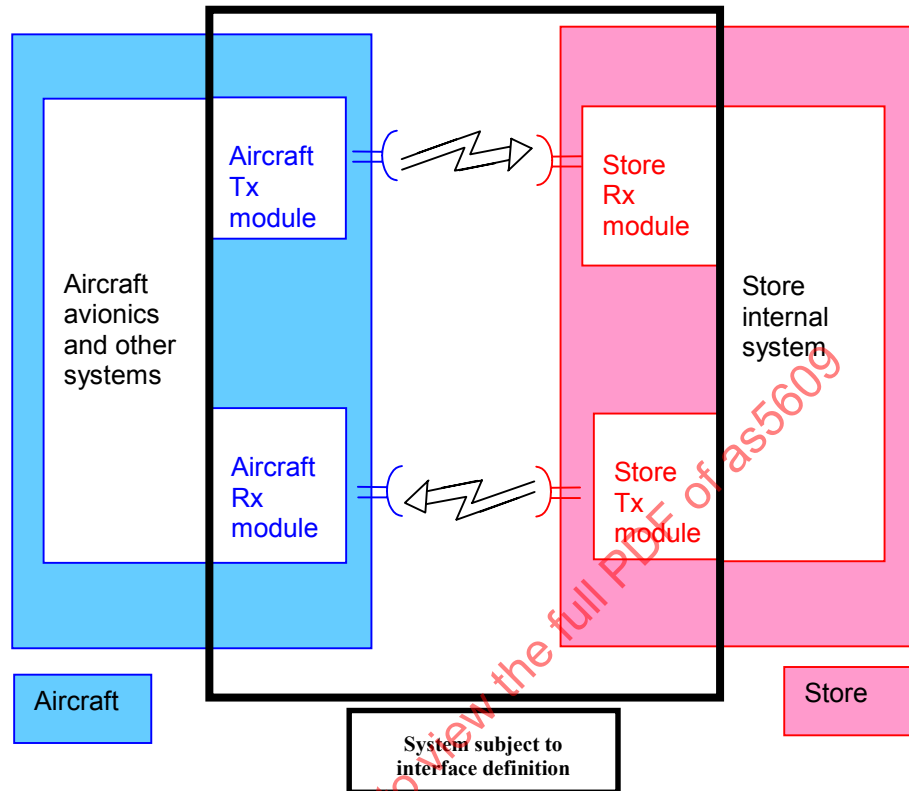 Aircraft
Tx
module
Store
Rx
module
Aircraft
avionics
and other
systems
Store
internal
system
Aircraft
Rx
module
Store
Tx
module
Aircraft
Store
System subject to
interface definition
to view the full PDF of as5609